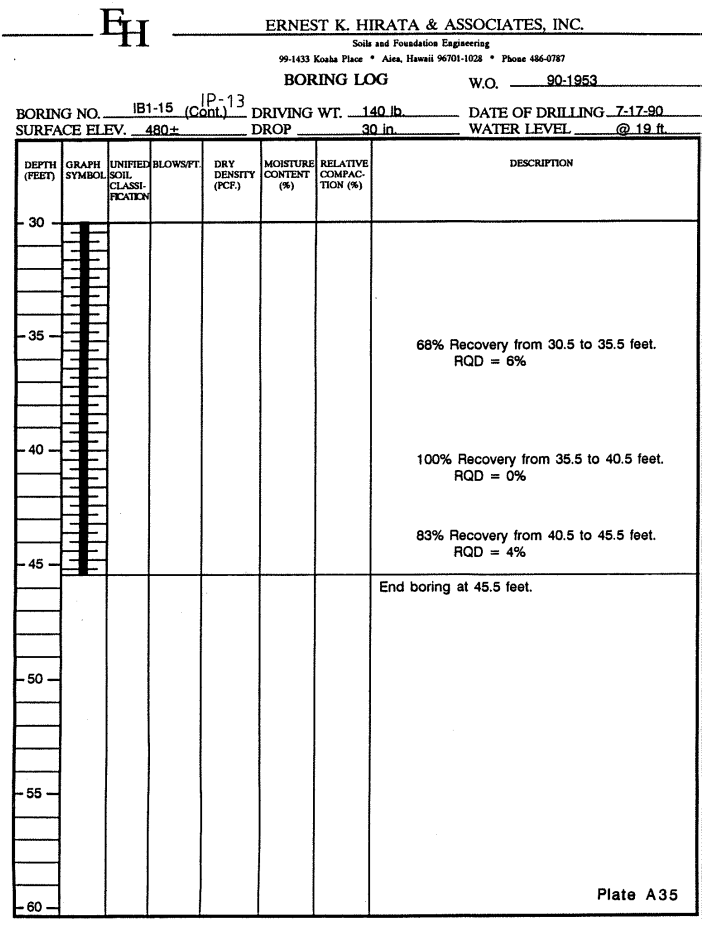 EH
ERNEST K. HIRATA & ASSOCIATES, INC.
Soils and Foundation Engineering
99-1433 Koaha Place * Aiea, Hawaii 96701-1028 * Phone 486-0787
BORING LOG W.O. 90-1953
BORING NO. IB1-15 (Cont.) IP-13 DRIVING WT. 140 lb. DATE OF DRILLING 7-17-90
SURFACE ELEV. 480± DROP 30 in. WATER LEVEL @ 19 ft.
DEPTH (FEET) GRAPH SYMBOL UNIFIED SOIL CLASSI-FICATION BLOWS/FT. DRY DENSITY (PCF.) MOISTURE CONTENT (%) RELATIVE COMPAC-TION (%) DESCRIPTION
30
35
68% Recovery from 30.5 to 35.5 feet.
RQD = 6%
40
100% Recovery from 35.5 to 40.5 feet.
RQD = 0%
83% Recovery from 40.5 to 45.5 feet.
RQD = 4%
45
End boring at 45.5 feet.
50
55
Plate A35
60